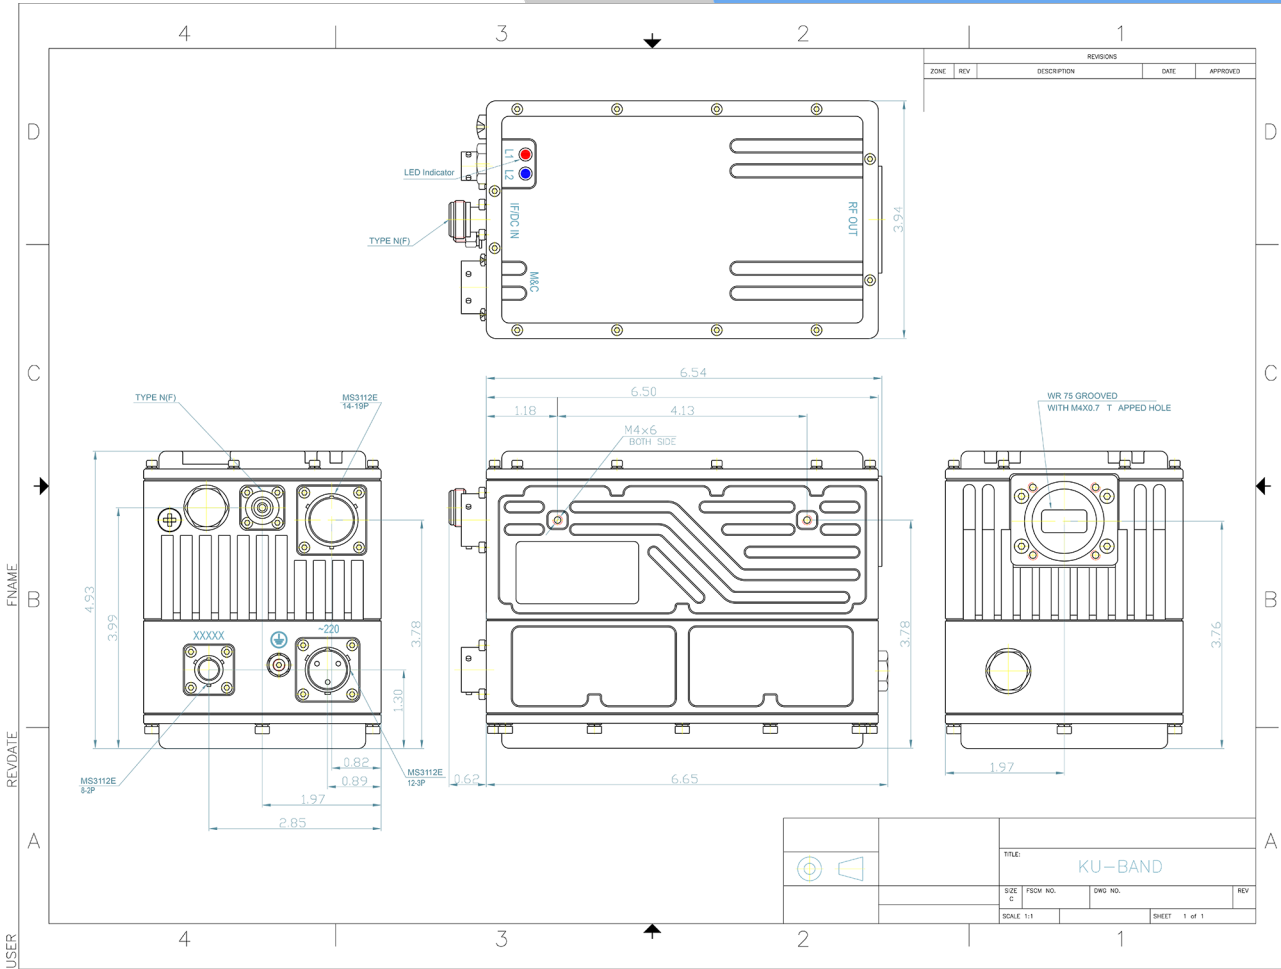 4 3 2 1
REVISIONS
ZONE REV DESCRIPTION DATE APPROVED
D D
L1
L2
LED Indicator
IF/DC IN
RF OUT
3.94
TYPE N(F)
M&C
C C
6.54
6.50
1.18 4.13
M4×6
BOTH SIDE
TYPE N(F)
MS3112E
14-19P
WR 75 GROOVED
WITH M4X0.7 T APPED HOLE
4.93
3.99
3.78
3.78
3.76
B B
FNAME
XXXXX
~220
1.30
REVDATE
MS3112E
8-2P
0.82
0.89
1.97
2.85
MS3112E
12-3P
0.62
6.65
1.97
A A
TITLE:
KU-BAND
SIZE FSCM NO. DWG NO. REV
C
SCALE 1:1 SHEET 1 of 1
USER
4 3 2 1